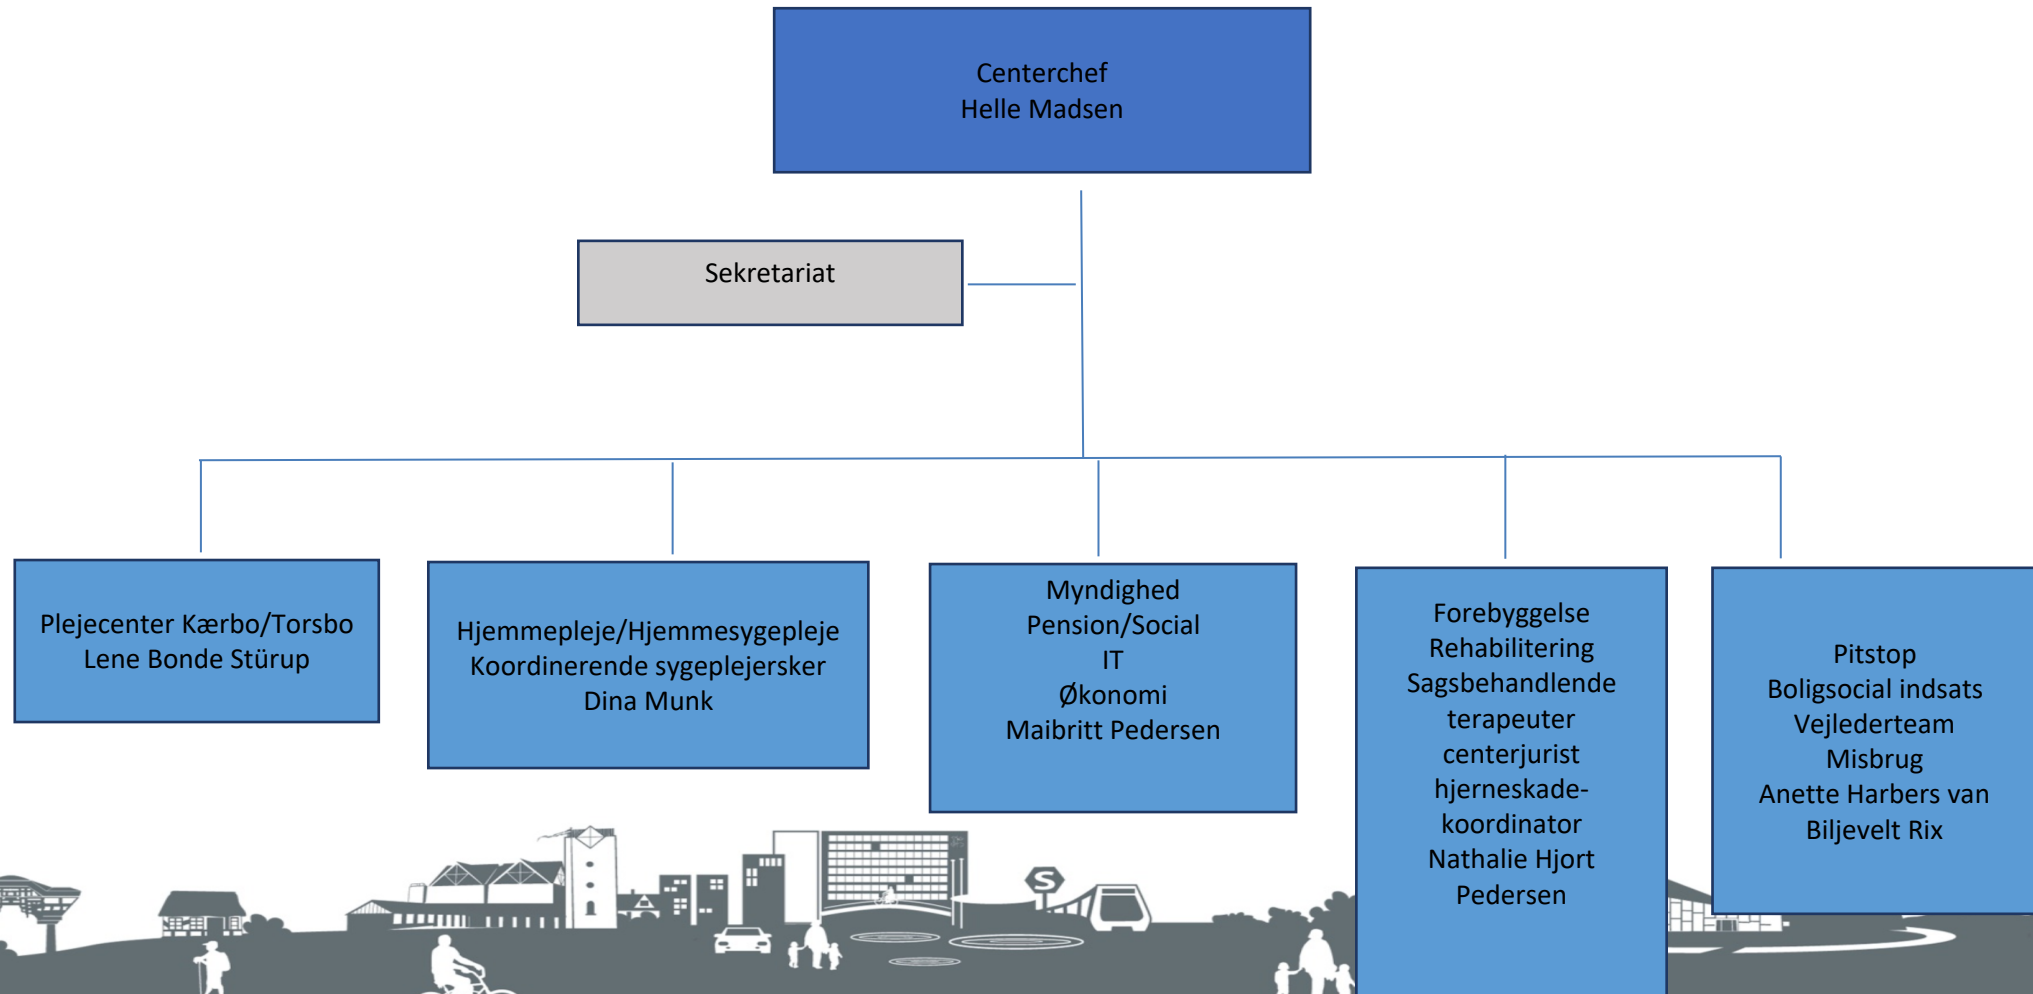 Centerchef
Helle Madsen
Sekretariat
Plejecenter Kærbo/Torsbo
Lene Bonde Stürup
Hjemmepleje/Hjemmesygepleje
Koordinerende sygeplejersker
Dina Munk
Myndighed
Pension/Social
IT
Økonomi
Maibritt Pedersen
Forebyggelse
Rehabilitering
Sagsbehandlende
terapeuter
centerjurist
hjerneskade-
koordinator
Nathalie Hjort
Pedersen
Pitstop
Boligsocial indsats
Vejlederteam
Misbrug
Anette Harbers van
Biljevelt Rix
S